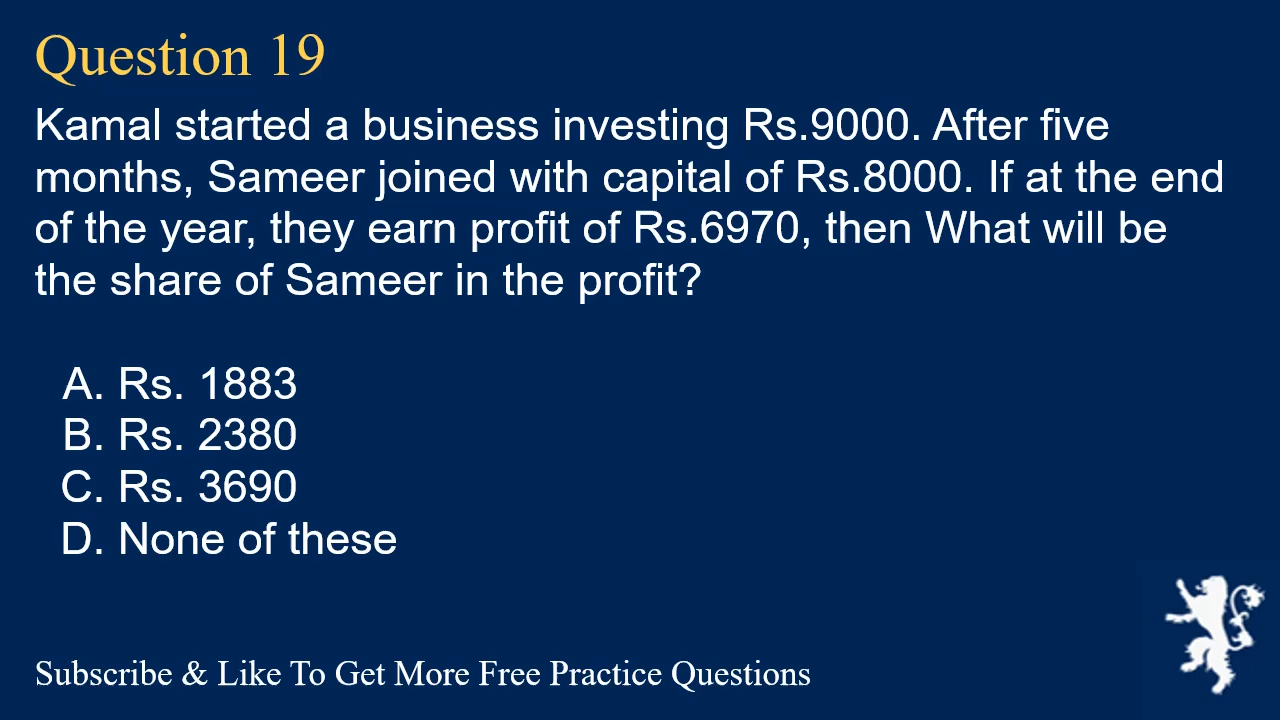 Question 19
Kamal started a business investing Rs.9000. After five
months, Sameer joined with capital of Rs.8000. If at the end
of the year, they earn profit of Rs.6970, then What will be
the share of Sameer in the profit?
A. Rs. 1883
B. Rs. 2380
C. Rs. 3690
D. None of these
Subscribe & Like To Get More Free Practice Questions